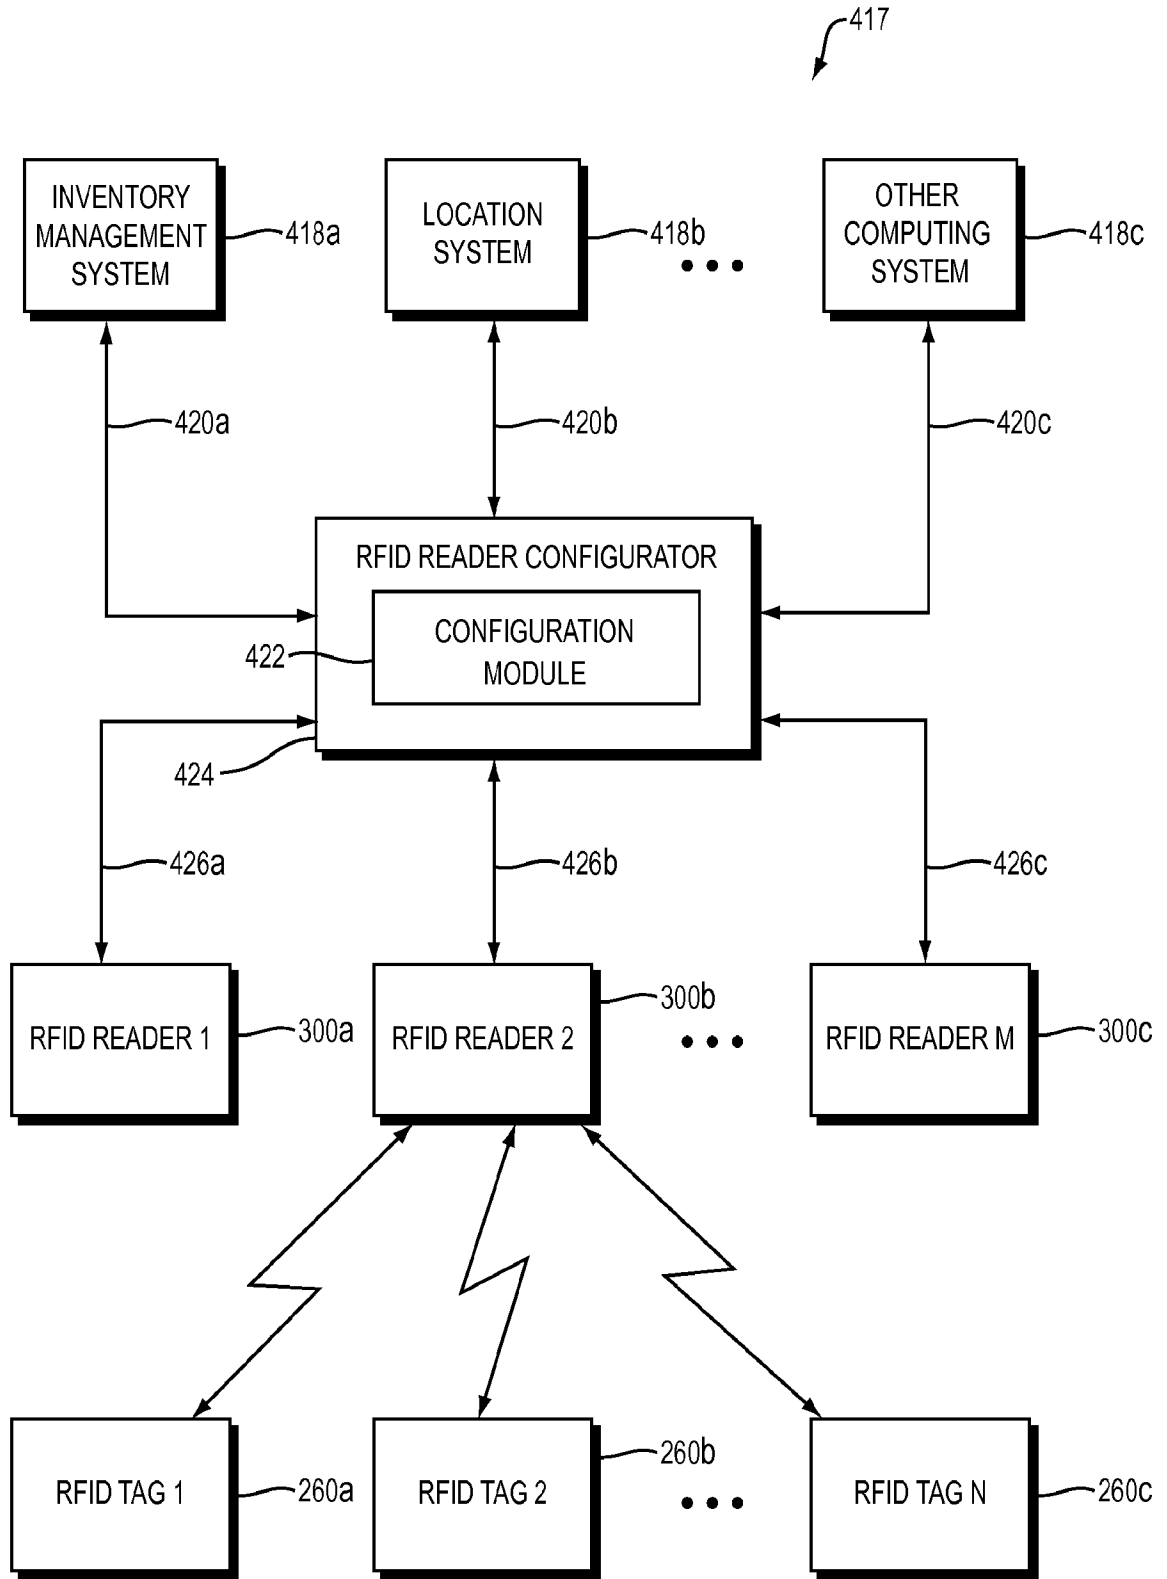 417
INVENTORY
MANAGEMENT
SYSTEM
418a
LOCATION
SYSTEM
418b
OTHER
COMPUTING
SYSTEM
418c
420a
420b
420c
RFID READER CONFIGURATOR
CONFIGURATION
MODULE
422
424
426a
426b
426c
RFID READER 1
300a
RFID READER 2
300b
RFID READER M
300c
RFID TAG 1
260a
RFID TAG 2
260b
RFID TAG N
260c